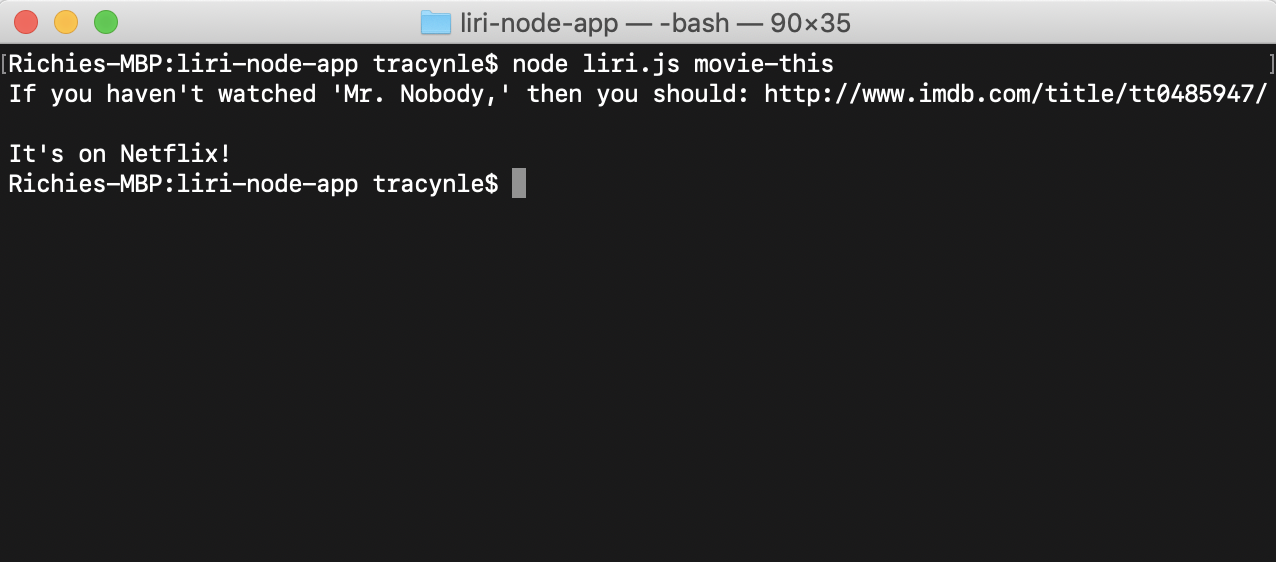 liri-node-app — -bash — 90×35
[Richies-MBP:liri-node-app tracynle$ node liri.js movie-this ]
If you haven't watched 'Mr. Nobody,' then you should: http://www.imdb.com/title/tt0485947/
It's on Netflix!
Richies-MBP:liri-node-app tracynle$